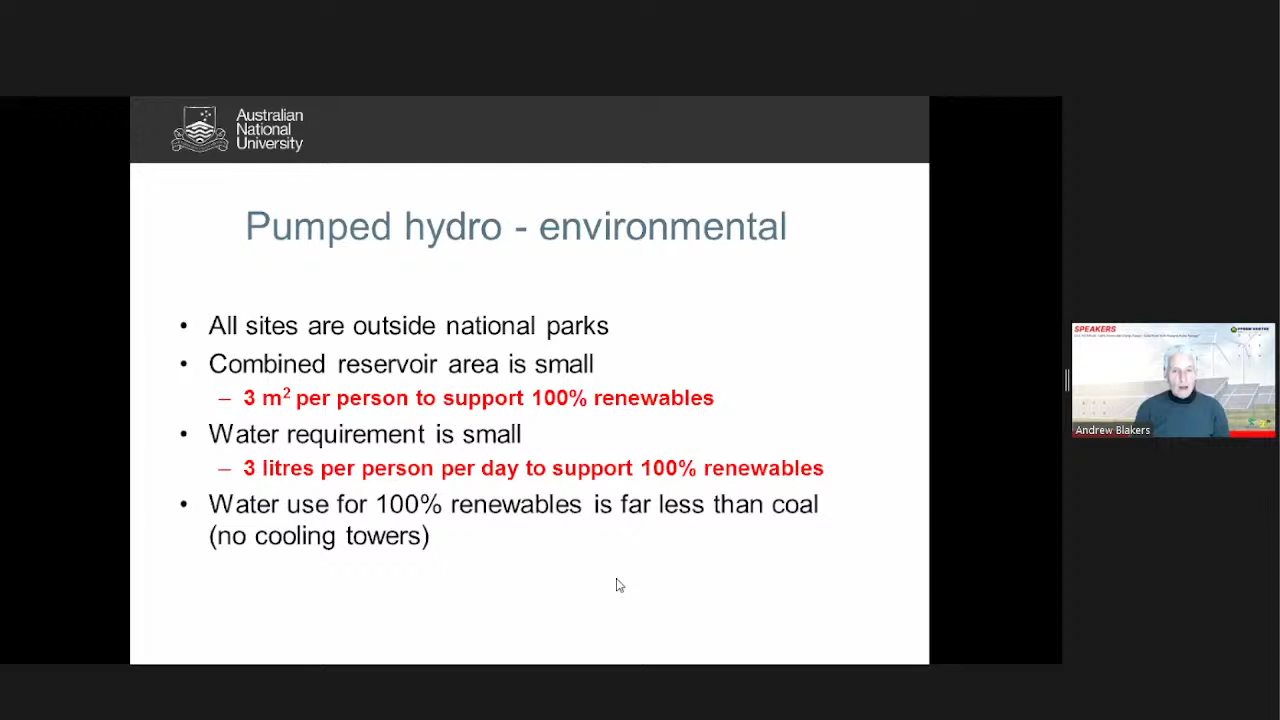 Australian
National
University
Pumped hydro - environmental
• All sites are outside national parks
• Combined reservoir area is small
– 3 m² per person to support 100% renewables
• Water requirement is small
– 3 litres per person per day to support 100% renewables
• Water use for 100% renewables is far less than coal
(no cooling towers)
SPEAKERS
Andrew Blakers